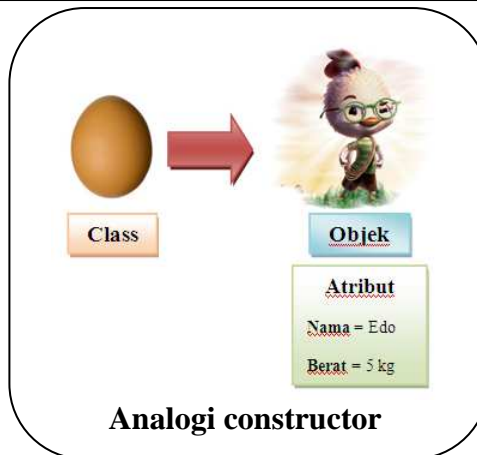 Class
Objek
Atribut
Nama = Edo
Berat = 5 kg
Analogi constructor